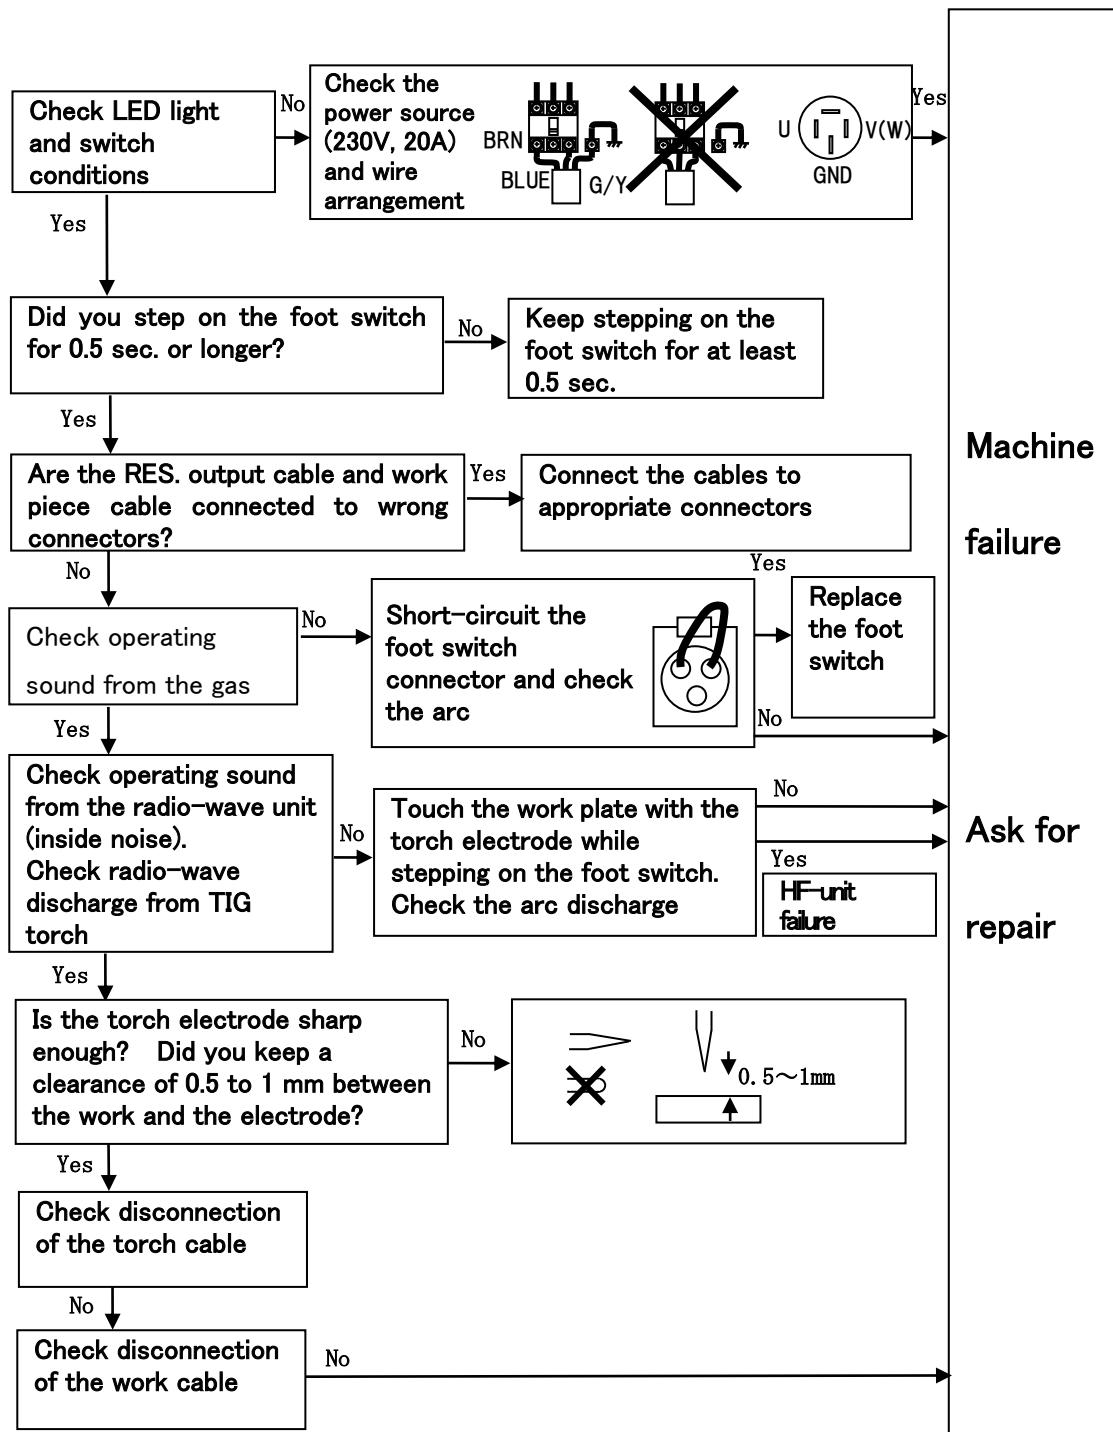 Check LED light
and switch
conditions
No
Check the
power source
(230V, 20A)
and wire
arrangement
BRN
BLUE
G/Y
U
V(W)
GND
Yes
Yes
Did you step on the foot switch
for 0.5 sec. or longer?
No
Keep stepping on the
foot switch for at least
0.5 sec.
Yes
Are the RES. output cable and work
piece cable connected to wrong
connectors?
Yes
Connect the cables to
appropriate connectors
No
Check operating
sound from the gas
No
Short-circuit the
foot switch
connector and check
the arc
Yes
Replace
the foot
switch
No
Yes
Check operating sound
from the radio-wave unit
(inside noise).
Check radio-wave
discharge from TIG
torch
No
Touch the work plate with the
torch electrode while
stepping on the foot switch.
Check the arc discharge
No
Yes
HF-unit
failure
Yes
Is the torch electrode sharp
enough? Did you keep a
clearance of 0.5 to 1 mm between
the work and the electrode?
No
0.5～1mm
Yes
Check disconnection
of the torch cable
No
Check disconnection
of the work cable
No
Machine
failure
Ask for
repair